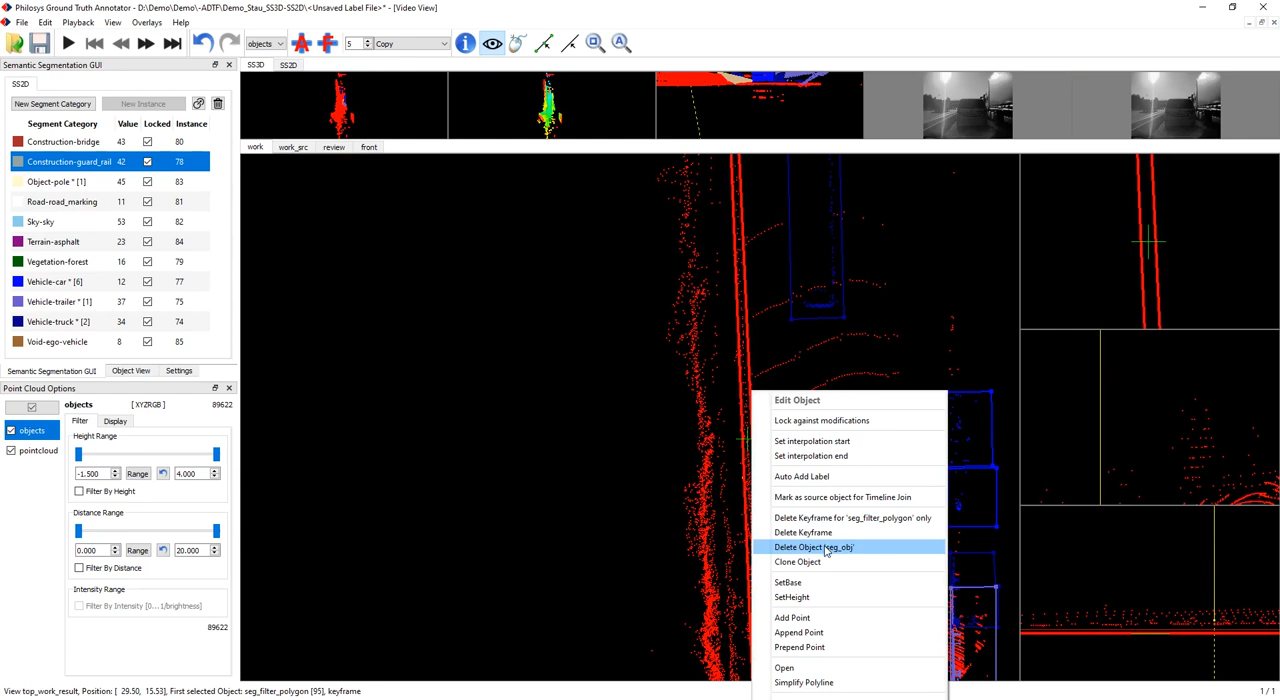 Philosys Ground Truth Annotator - D:\Demo\Demo\-ADTF\Demo_Stau_SS3D-SS2D\<Unsaved Label File>* - [Video View]
File Edit Playback View Overlays Help
objects 5 Copy
Semantic Segmentation GUI
SS2D
New Segment Category New Instance
Segment Category Value Locked Instance
Construction-bridge 43 80
Construction-guard_rail 42 78
Object-pole * [1] 45 83
Road-road_marking 11 81
Sky-sky 53 82
Terrain-asphalt 23 84
Vegetation-forest 16 79
Vehicle-car * [6] 12 77
Vehicle-trailer * [1] 37 75
Vehicle-truck * [2] 34 74
Void-ego-vehicle 8 85
Semantic Segmentation GUI Object View Settings
Point Cloud Options
objects [XYZRGB] 89622
objects
pointcloud
Filter Display
Height Range
-1.500 Range 4.000
Filter By Height
Distance Range
0.000 Range 20.000
Filter By Distance
Intensity Range
Filter By Intensity [0...1/brightness]
89622
SS3D SS2D
work work_src review front
Edit Object
Lock against modifications
Set interpolation start
Set interpolation end
Auto Add Label
Mark as source object for Timeline Join
Delete Keyframe for 'seg_filter_polygon' only
Delete Keyframe
Delete Object 'seg_obj'
Clone Object
SetBase
SetHeight
Add Point
Append Point
Prepend Point
Open
Simplify Polyline
View top_work_result, Position: [ 29.50, 15.53], First selected Object: seg_filter_polygon [95], keyframe
1 / 1